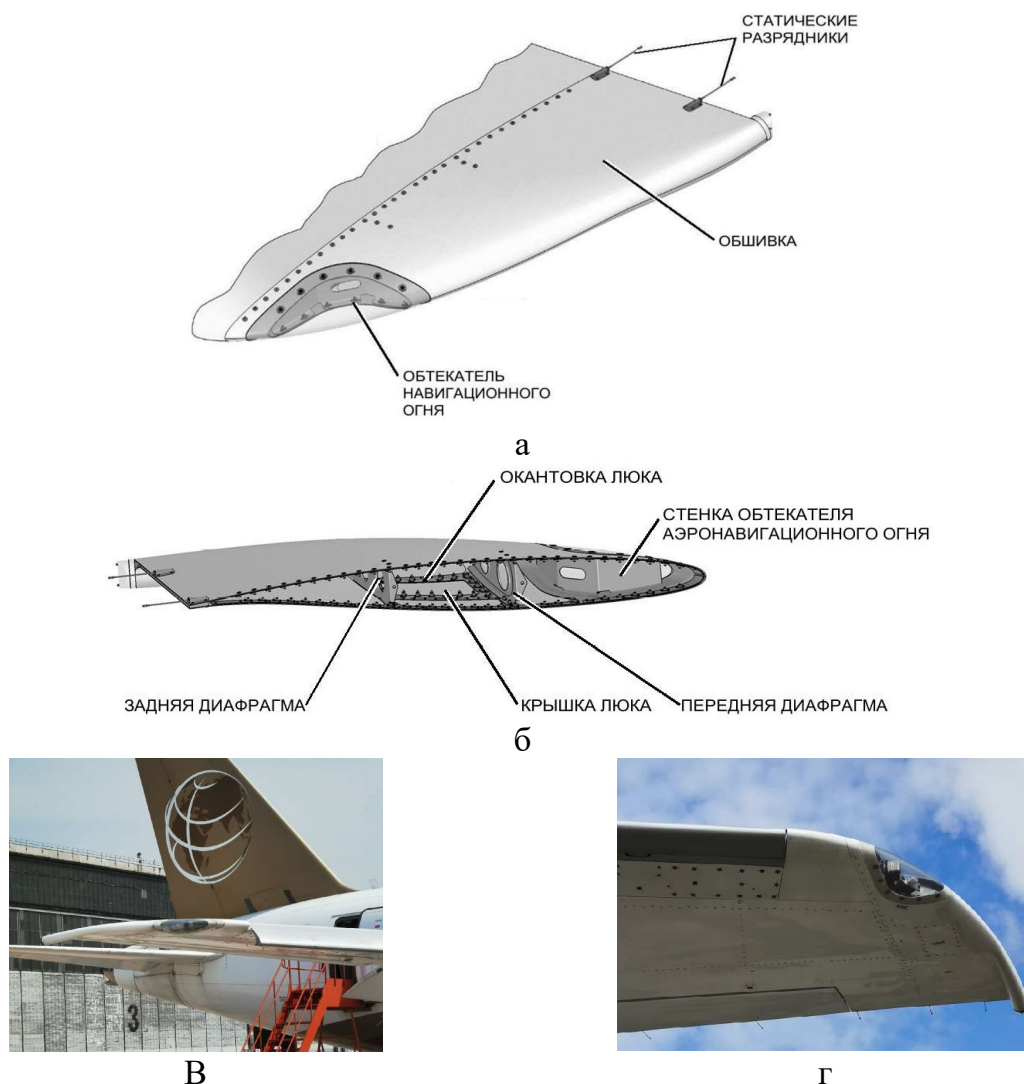 СТАТИЧЕСКИЕ
РАЗРЯДНИКИ
ОБШИВКА
ОБТЕКАТЕЛЬ
НАВИГАЦИОННОГО
ОГНЯ
а
ОКАНТОВКА ЛЮКА
СТЕНКА ОБТЕКАТЕЛЯ
АЭРОНАВИГАЦИОННОГО ОГНЯ
ЗАДНЯЯ ДИАФРАГМА
КРЫШКА ЛЮКА
ПЕРЕДНЯЯ ДИАФРАГМА
б
3
В
г